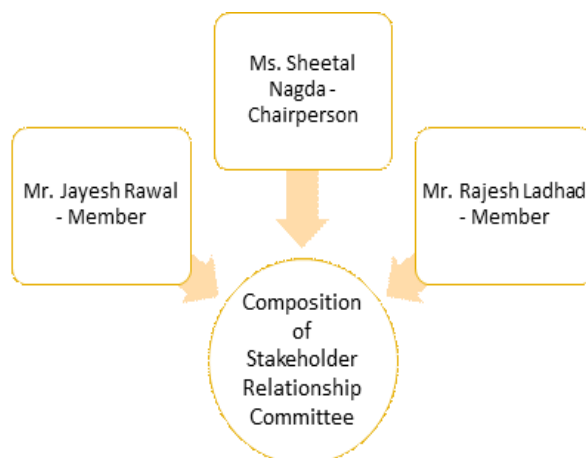 Ms. Sheetal
Nagda -
Chairperson
Mr. Jayesh Rawal
- Member
Mr. Rajesh Ladhad
- Member
Composition
of
Stakeholder
Relationship
Committee